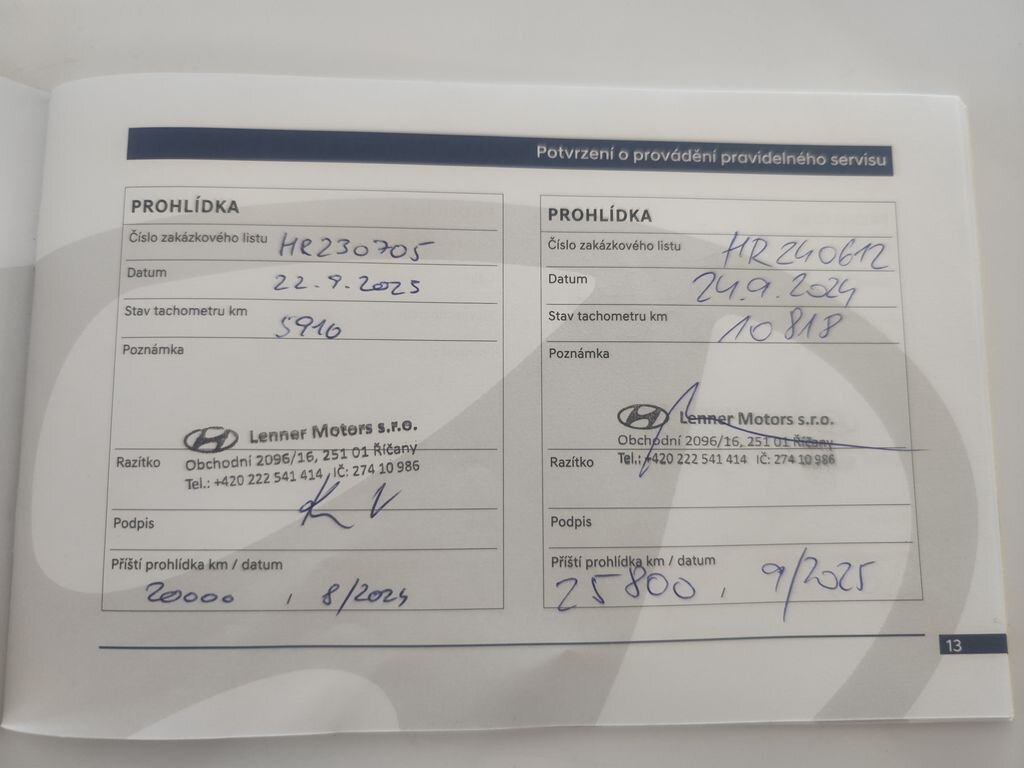 Potvrzení o provádění pravidelného servisu
PROHLÍDKA
Číslo zakázkového listu HR230705
Datum 22.9.2025
Stav tachometru km 5910
Poznámka
Lenner Motors s.r.o.
Obchodní 2096/16, 251 01 Říčany
Razítko
Tel.: +420 222 541 414, IČ: 274 10 986
Podpis
Příští prohlídka km / datum
20000 , 8/2024
PROHLÍDKA
Číslo zakázkového listu HR240612
Datum 24.9.2024
Stav tachometru km 10818
Poznámka
Lenner Motors s.r.o.
Obchodní 2096/16, 251 01 Říčany
Razítko
Tel.: +420 222 541 414 IČ: 274 10 986
Podpis
Příští prohlídka km / datum
25800 , 9/2025
13